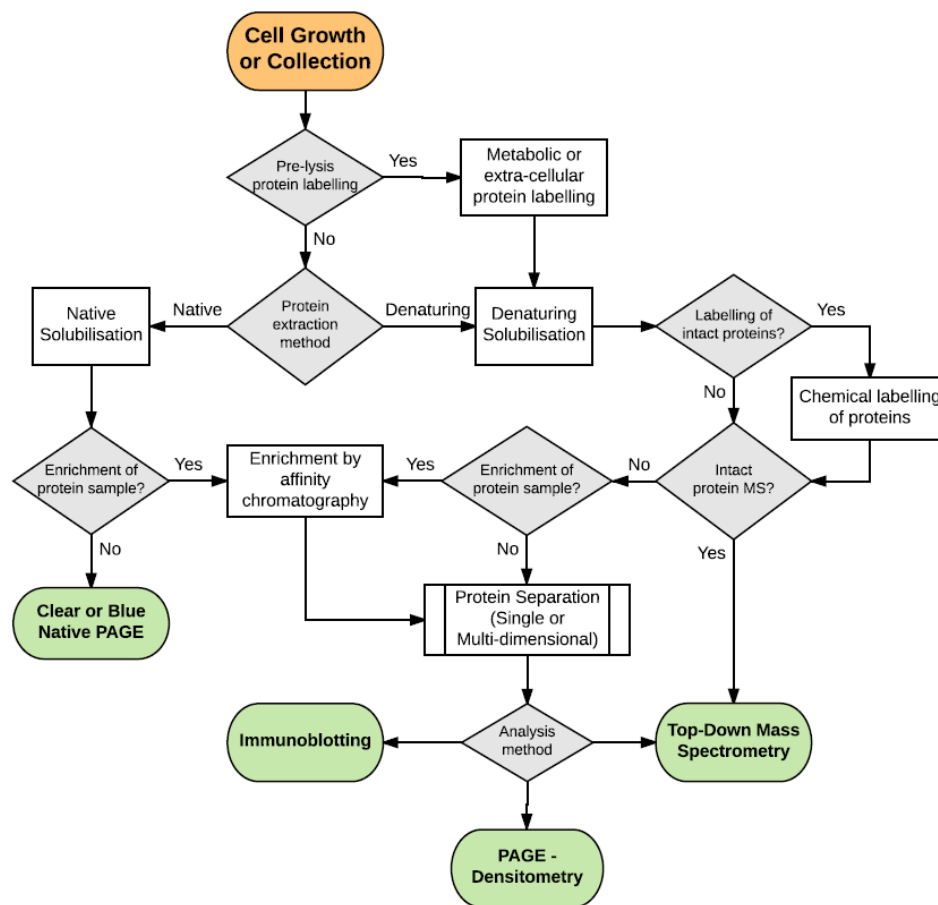 Cell Growth
or Collection
Pre-lysis
protein labelling
Yes
Metabolic or
extra-cellular
protein labelling
No
Native
Solubilisation
Native
Protein
extraction
method
Denaturing
Denaturing
Solubilisation
Labelling of
intact proteins?
Yes
No
Chemical labelling
of proteins
Enrichment of
protein sample?
Yes
Enrichment by
affinity
chromatography
Yes
Enrichment of
protein sample?
No
Intact
protein MS?
No
No
Yes
Clear or Blue
Native PAGE
Protein Separation
(Single or
Multi-dimensional)
Immunoblotting
Analysis
method
Top-Down Mass
Spectrometry
PAGE -
Densitometry